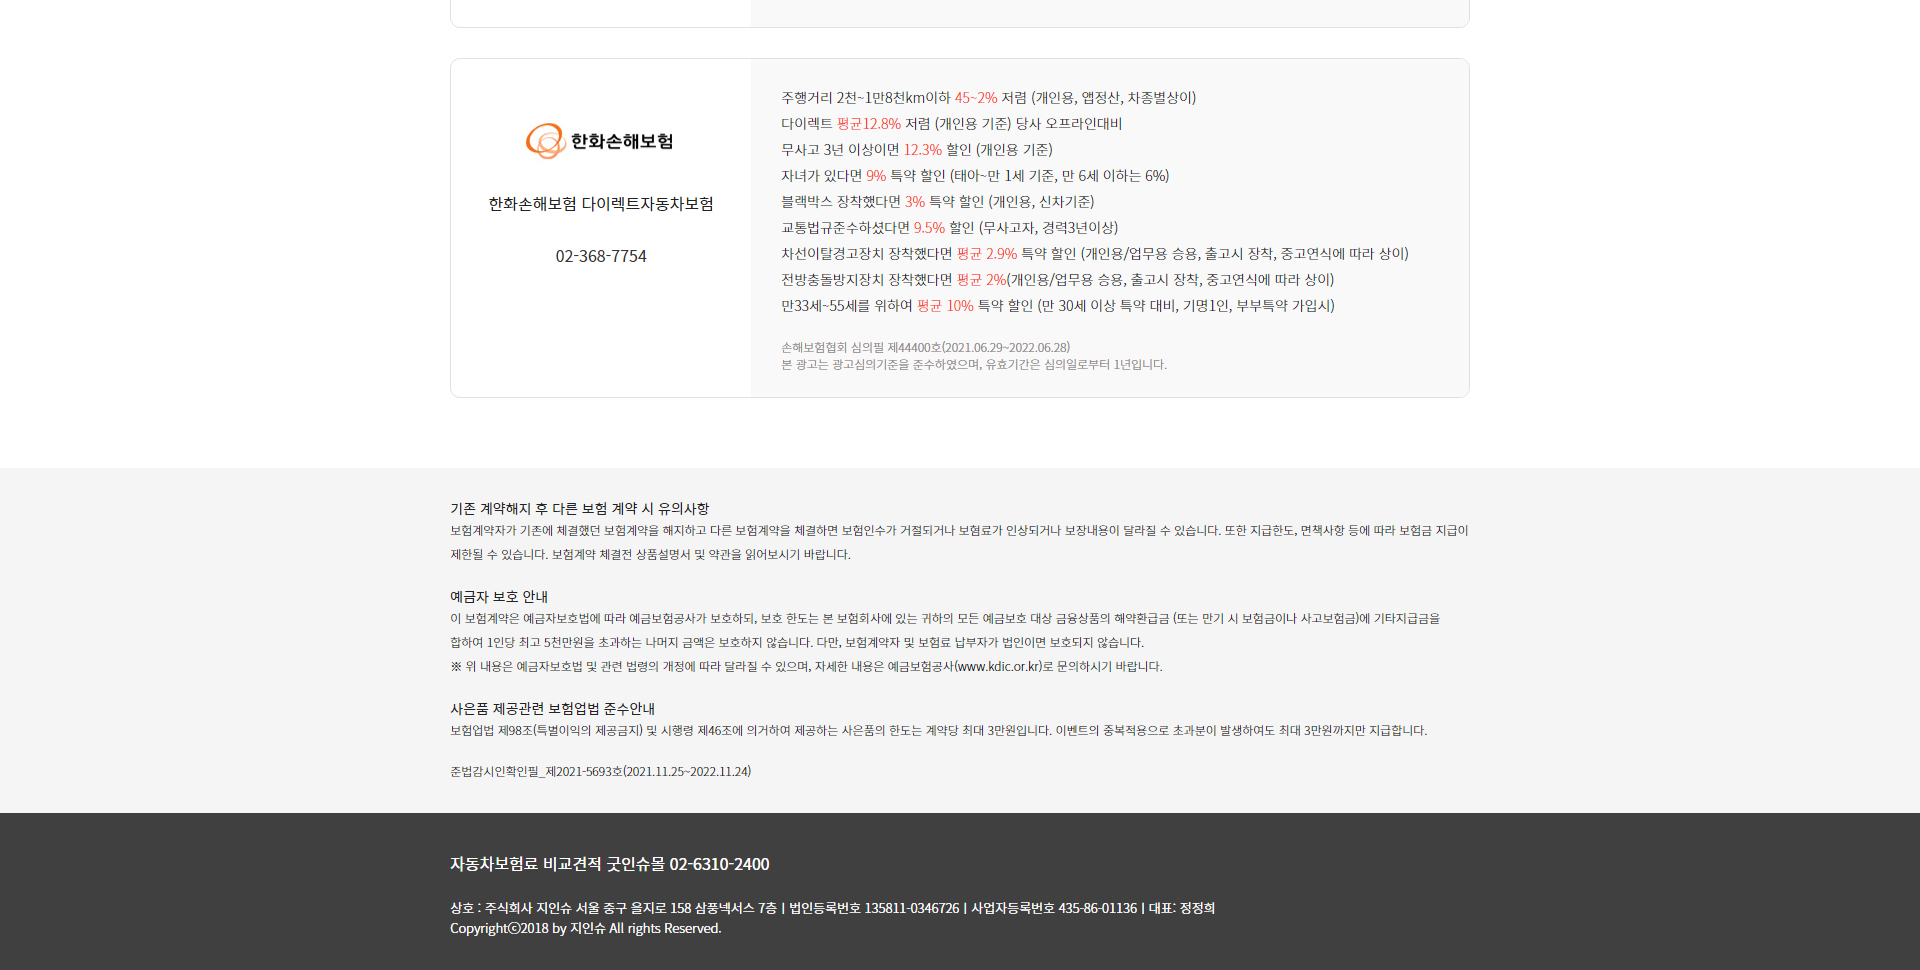 한화손해보험
한화손해보험 다이렉트자동차보험
02-368-7754
주행거리 2천~1만8천km이하 45~2% 저렴 (개인용, 앱정산, 차종별상이)
다이렉트 평균12.8% 저렴 (개인용 기준) 당사 오프라인대비
무사고 3년 이상이면 12.3% 할인 (개인용 기준)
자녀가 있다면 9% 특약 할인 (태아~만 1세 기준, 만 6세 이하는 6%)
블랙박스 장착했다면 3% 특약 할인 (개인용, 신차기준)
교통법규준수하셨다면 9.5% 할인 (무사고자, 경력3년이상)
차선이탈경고장치 장착했다면 평균 2.9% 특약 할인 (개인용/업무용 승용, 출고시 장착, 중고연식에 따라 상이)
전방충돌방지장치 장착했다면 평균 2%(개인용/업무용 승용, 출고시 장착, 중고연식에 따라 상이)
만33세~55세를 위하여 평균 10% 특약 할인 (만 30세 이상 특약 대비, 기명1인, 부부특약 가입시)
손해보험협회 심의필 제44400호(2021.06.29~2022.06.28)
본 광고는 광고심의기준을 준수하였으며, 유효기간은 심의일로부터 1년입니다.
기존 계약해지 후 다른 보험 계약 시 유의사항
보험계약자가 기존에 체결했던 보험계약을 해지하고 다른 보험계약을 체결하면 보험인수가 거절되거나 보험료가 인상되거나 보장내용이 달라질 수 있습니다. 또한 지급한도, 면책사항 등에 따라 보험금 지급이
제한될 수 있습니다. 보험계약 체결전 상품설명서 및 약관을 읽어보시기 바랍니다.
예금자 보호 안내
이 보험계약은 예금자보호법에 따라 예금보험공사가 보호하되, 보호 한도는 본 보험회사에 있는 귀하의 모든 예금보호 대상 금융상품의 해약환급금 (또는 만기 시 보험금이나 사고보험금)에 기타지급금을
합하여 1인당 최고 5천만원을 초과하는 나머지 금액은 보호하지 않습니다. 다만, 보험계약자 및 보험료 납부자가 법인이면 보호되지 않습니다.
※ 위 내용은 예금자보호법 및 관련 법령의 개정에 따라 달라질 수 있으며, 자세한 내용은 예금보험공사(www.kdic.or.kr)로 문의하시기 바랍니다.
사은품 제공관련 보험업법 준수안내
보험업법 제98조(특별이익의 제공금지) 및 시행령 제46조에 의거하여 제공하는 사은품의 한도는 계약당 최대 3만원입니다. 이벤트의 중복적용으로 초과분이 발생하여도 최대 3만원까지만 지급합니다.
준법감시인확인필_제2021-5693호(2021.11.25~2022.11.24)
자동차보험료 비교견적 굿인슈몰 02-6310-2400
상호 : 주식회사 지인슈 서울 중구 을지로 158 삼풍넥서스 7층 | 법인등록번호 135811-0346726 | 사업자등록번호 435-86-01136 | 대표: 정정희
Copyrightⓒ2018 by 지인슈 All rights Reserved.